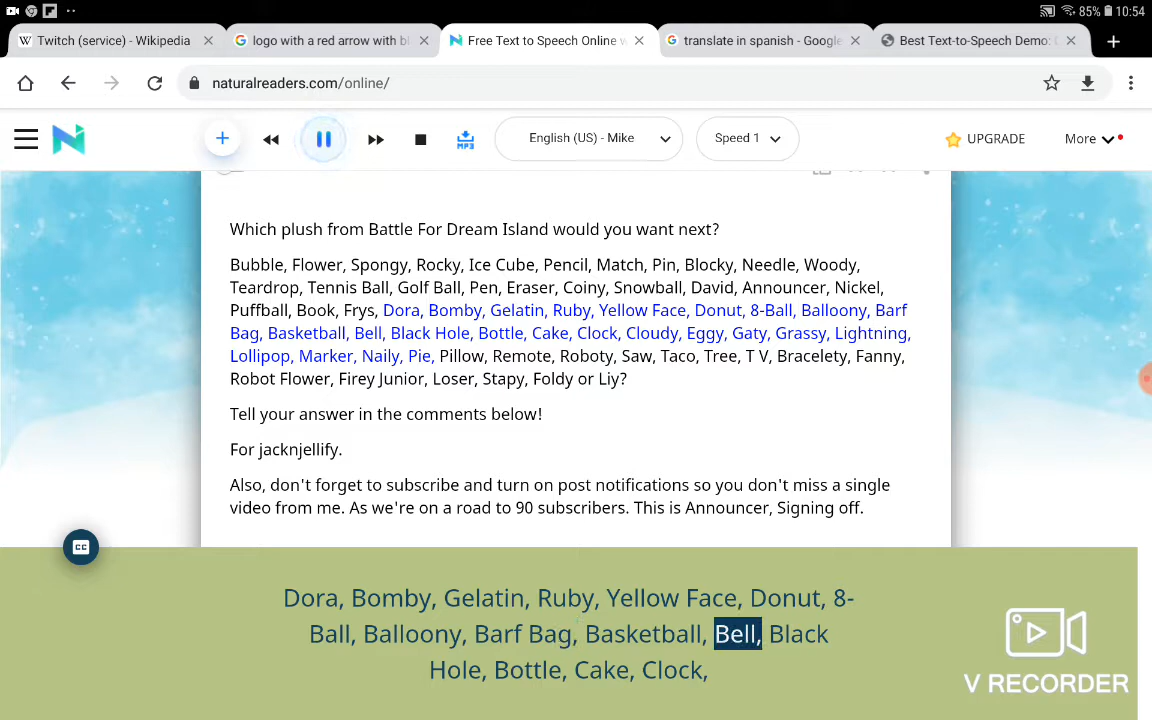 85% 10:54
Twitch (service) - Wikipedia
logo with a red arrow with bl
Free Text to Speech Online w
translate in spanish - Google
Best Text-to-Speech Demo:
naturalreaders.com/online/
MP3
English (US) - Mike
Speed 1
UPGRADE
More
Which plush from Battle For Dream Island would you want next?
Bubble, Flower, Spongy, Rocky, Ice Cube, Pencil, Match, Pin, Blocky, Needle, Woody,
Teardrop, Tennis Ball, Golf Ball, Pen, Eraser, Coiny, Snowball, David, Announcer, Nickel,
Puffball, Book, Frys, Dora, Bomby, Gelatin, Ruby, Yellow Face, Donut, 8-Ball, Balloony, Barf
Bag, Basketball, Bell, Black Hole, Bottle, Cake, Clock, Cloudy, Eggy, Gaty, Grassy, Lightning,
Lollipop, Marker, Naily, Pie, Pillow, Remote, Roboty, Saw, Taco, Tree, T V, Bracelety, Fanny,
Robot Flower, Firey Junior, Loser, Stapy, Foldy or Liy?
Tell your answer in the comments below!
For jacknjellify.
Also, don't forget to subscribe and turn on post notifications so you don't miss a single
video from me. As we're on a road to 90 subscribers. This is Announcer, Signing off.
CC
Dora, Bomby, Gelatin, Ruby, Yellow Face, Donut, 8-
Ball, Balloony, Barf Bag, Basketball, Bell, Black
Hole, Bottle, Cake, Clock,
V RECORDER